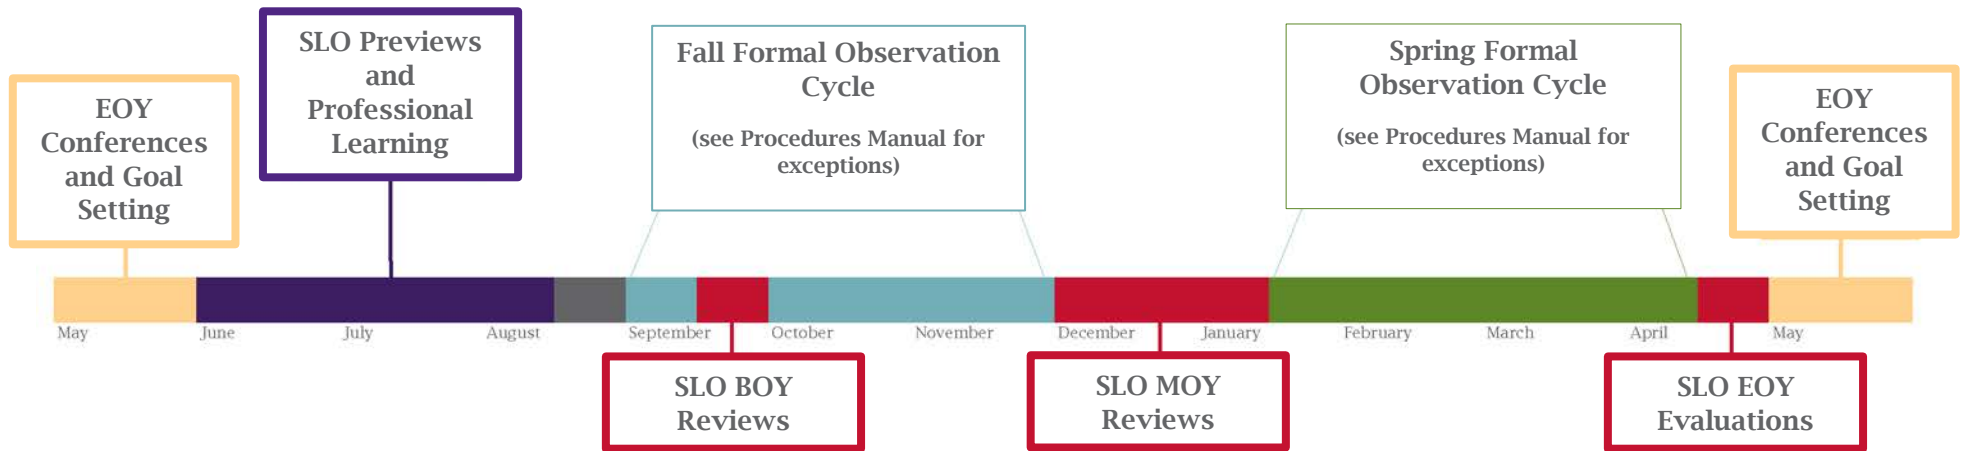 EOY
Conferences
and Goal
Setting
SLO Previews
and
Professional
Learning
Fall Formal Observation
Cycle
(see Procedures Manual for
exceptions)
Spring Formal
Observation Cycle
(see Procedures Manual for
exceptions)
EOY
Conferences
and Goal
Setting
May
June
July
August
September
October
November
December
January
February
March
April
May
SLO BOY
Reviews
SLO MOY
Reviews
SLO EOY
Evaluations